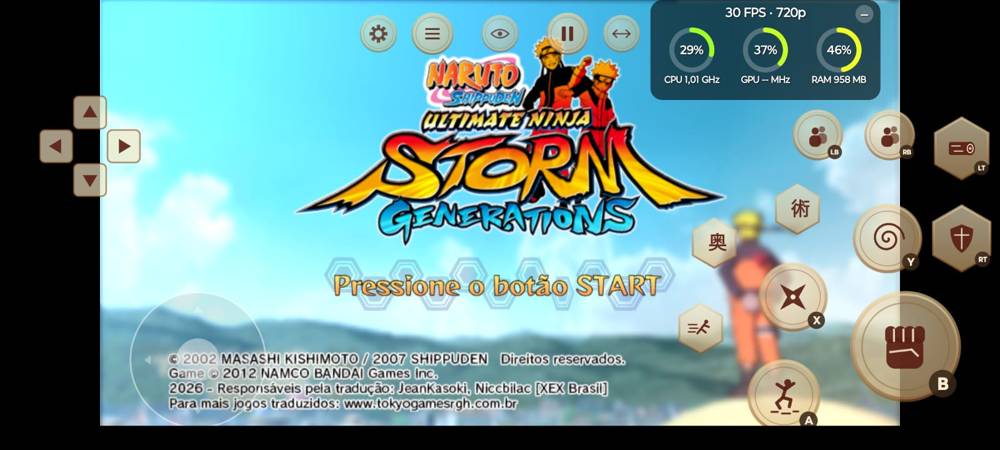 30 FPS · 720p
29%
37%
46%
CPU 1,01 GHz
GPU -- MHz
RAM 958 MB
NARUTO
SHIPPUDEN
ULTIMATE NINJA
STORM
GENERATIONS
LB
RB
LT
術
奥
Y
RT
Pressione o botão START
X
© 2002 MASASHI KISHIMOTO / 2007 SHIPPUDEN Direitos reservados.
Game © 2012 NAMCO BANDAI Games Inc.
2026 - Responsáveis pela tradução: JeanKasoki, Niccbilac [XEX Brasil]
Para mais jogos traduzidos: www.tokyogamesrgh.com.br
B
A